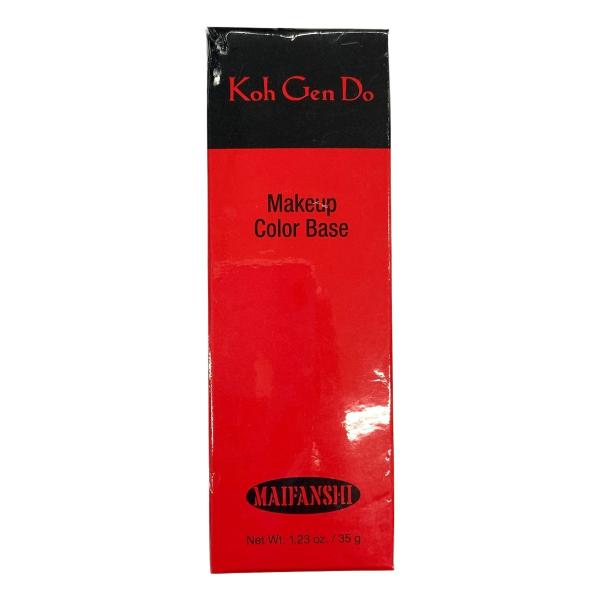 Koh Gen Do
Makeup
Color Base
MAIFANSHI
Net Wt. 1.23 oz. / 35 g